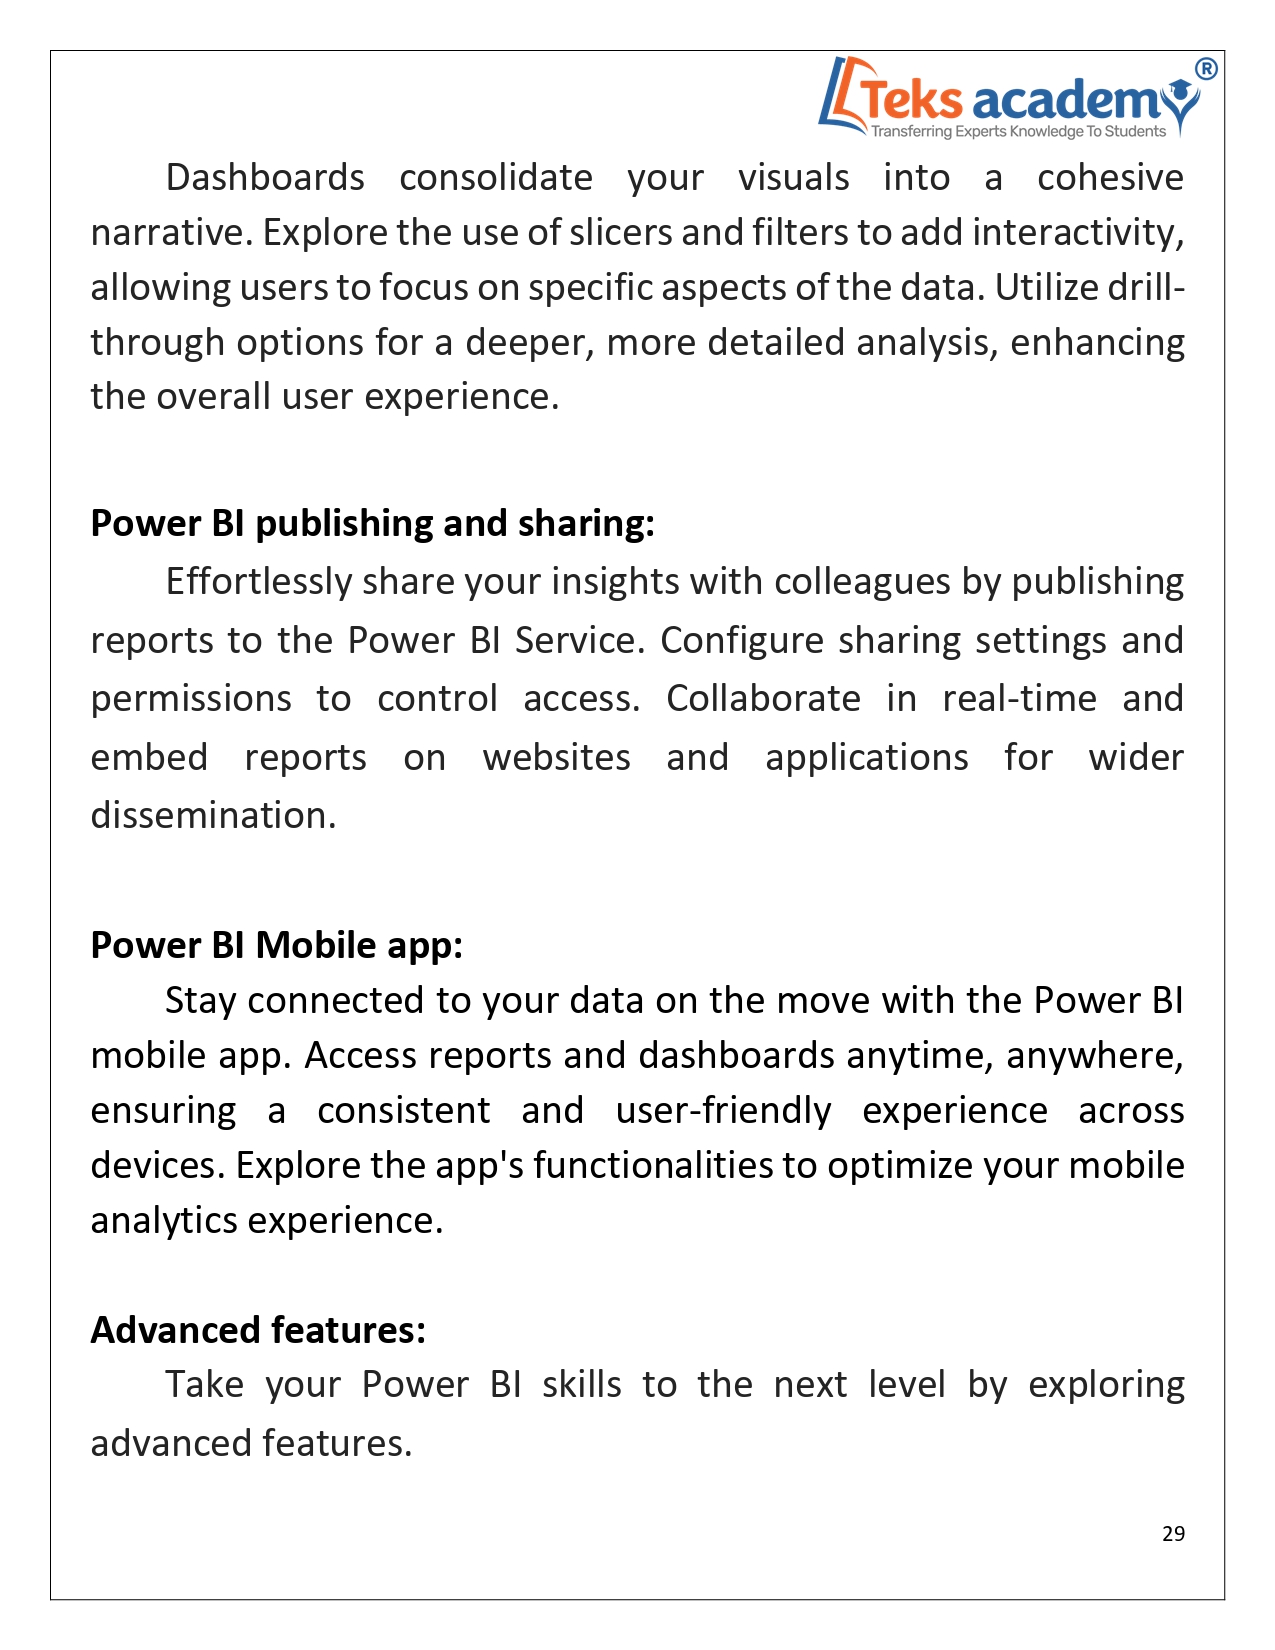 Teks academy®
Transferring Experts Knowledge To Students
Dashboards consolidate your visuals into a cohesive
narrative. Explore the use of slicers and filters to add interactivity,
allowing users to focus on specific aspects of the data. Utilize drill-
through options for a deeper, more detailed analysis, enhancing
the overall user experience.
Power BI publishing and sharing:
Effortlessly share your insights with colleagues by publishing
reports to the Power BI Service. Configure sharing settings and
permissions to control access. Collaborate in real-time and
embed reports on websites and applications for wider
dissemination.
Power BI Mobile app:
Stay connected to your data on the move with the Power BI
mobile app. Access reports and dashboards anytime, anywhere,
ensuring a consistent and user-friendly experience across
devices. Explore the app's functionalities to optimize your mobile
analytics experience.
Advanced features:
Take your Power BI skills to the next level by exploring
advanced features.
29